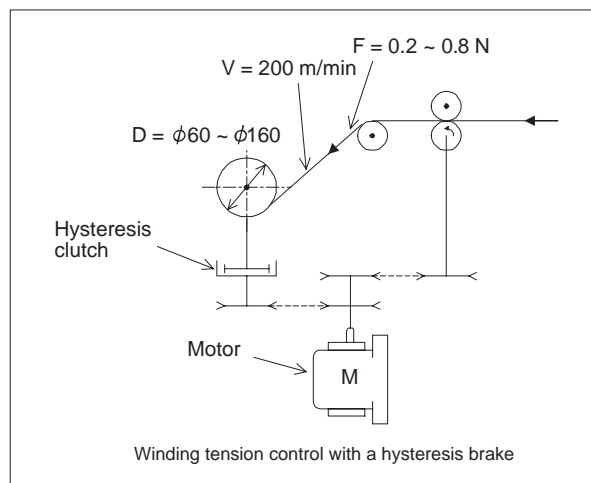 F = 0.2 ~ 0.8 N
V = 200 m/min
D = ϕ60 ~ ϕ160
Hysteresis
clutch
Motor
M
Winding tension control with a hysteresis brake